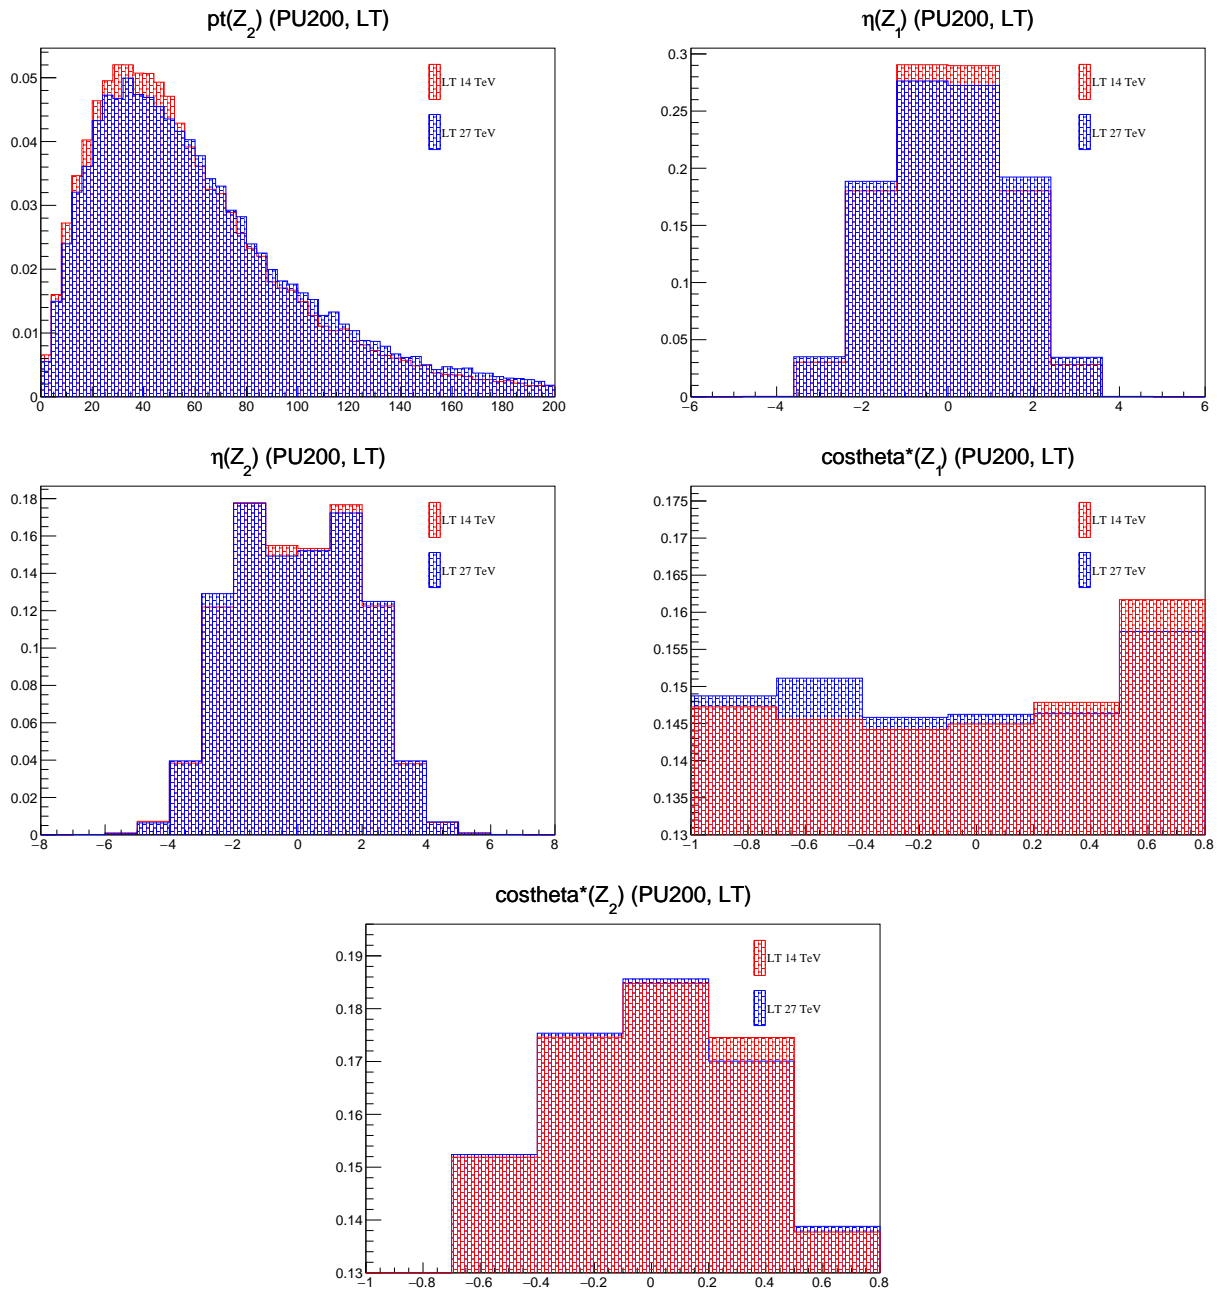 pt(Z2) (PU200, LT)
0.05
0.04
0.03
0.02
0.01
0
0 20 40 60 80 100 120 140 160 180 200
LT 14 TeV
LT 27 TeV
η(Z1) (PU200, LT)
0.3
0.25
0.2
0.15
0.1
0.05
0
−6 −4 −2 0 2 4 6
LT 14 TeV
LT 27 TeV
η(Z2) (PU200, LT)
0.18
0.16
0.14
0.12
0.1
0.08
0.06
0.04
0.02
0
−8 −6 −4 −2 0 2 4 6 8
LT 14 TeV
LT 27 TeV
costheta*(Z1) (PU200, LT)
0.175
0.17
0.165
0.16
0.155
0.15
0.145
0.14
0.135
0.13
−1 −0.8 −0.6 −0.4 −0.2 0 0.2 0.4 0.6 0.8
LT 14 TeV
LT 27 TeV
costheta*(Z2) (PU200, LT)
0.19
0.18
0.17
0.16
0.15
0.14
0.13
−1 −0.8 −0.6 −0.4 −0.2 0 0.2 0.4 0.6 0.8
LT 14 TeV
LT 27 TeV